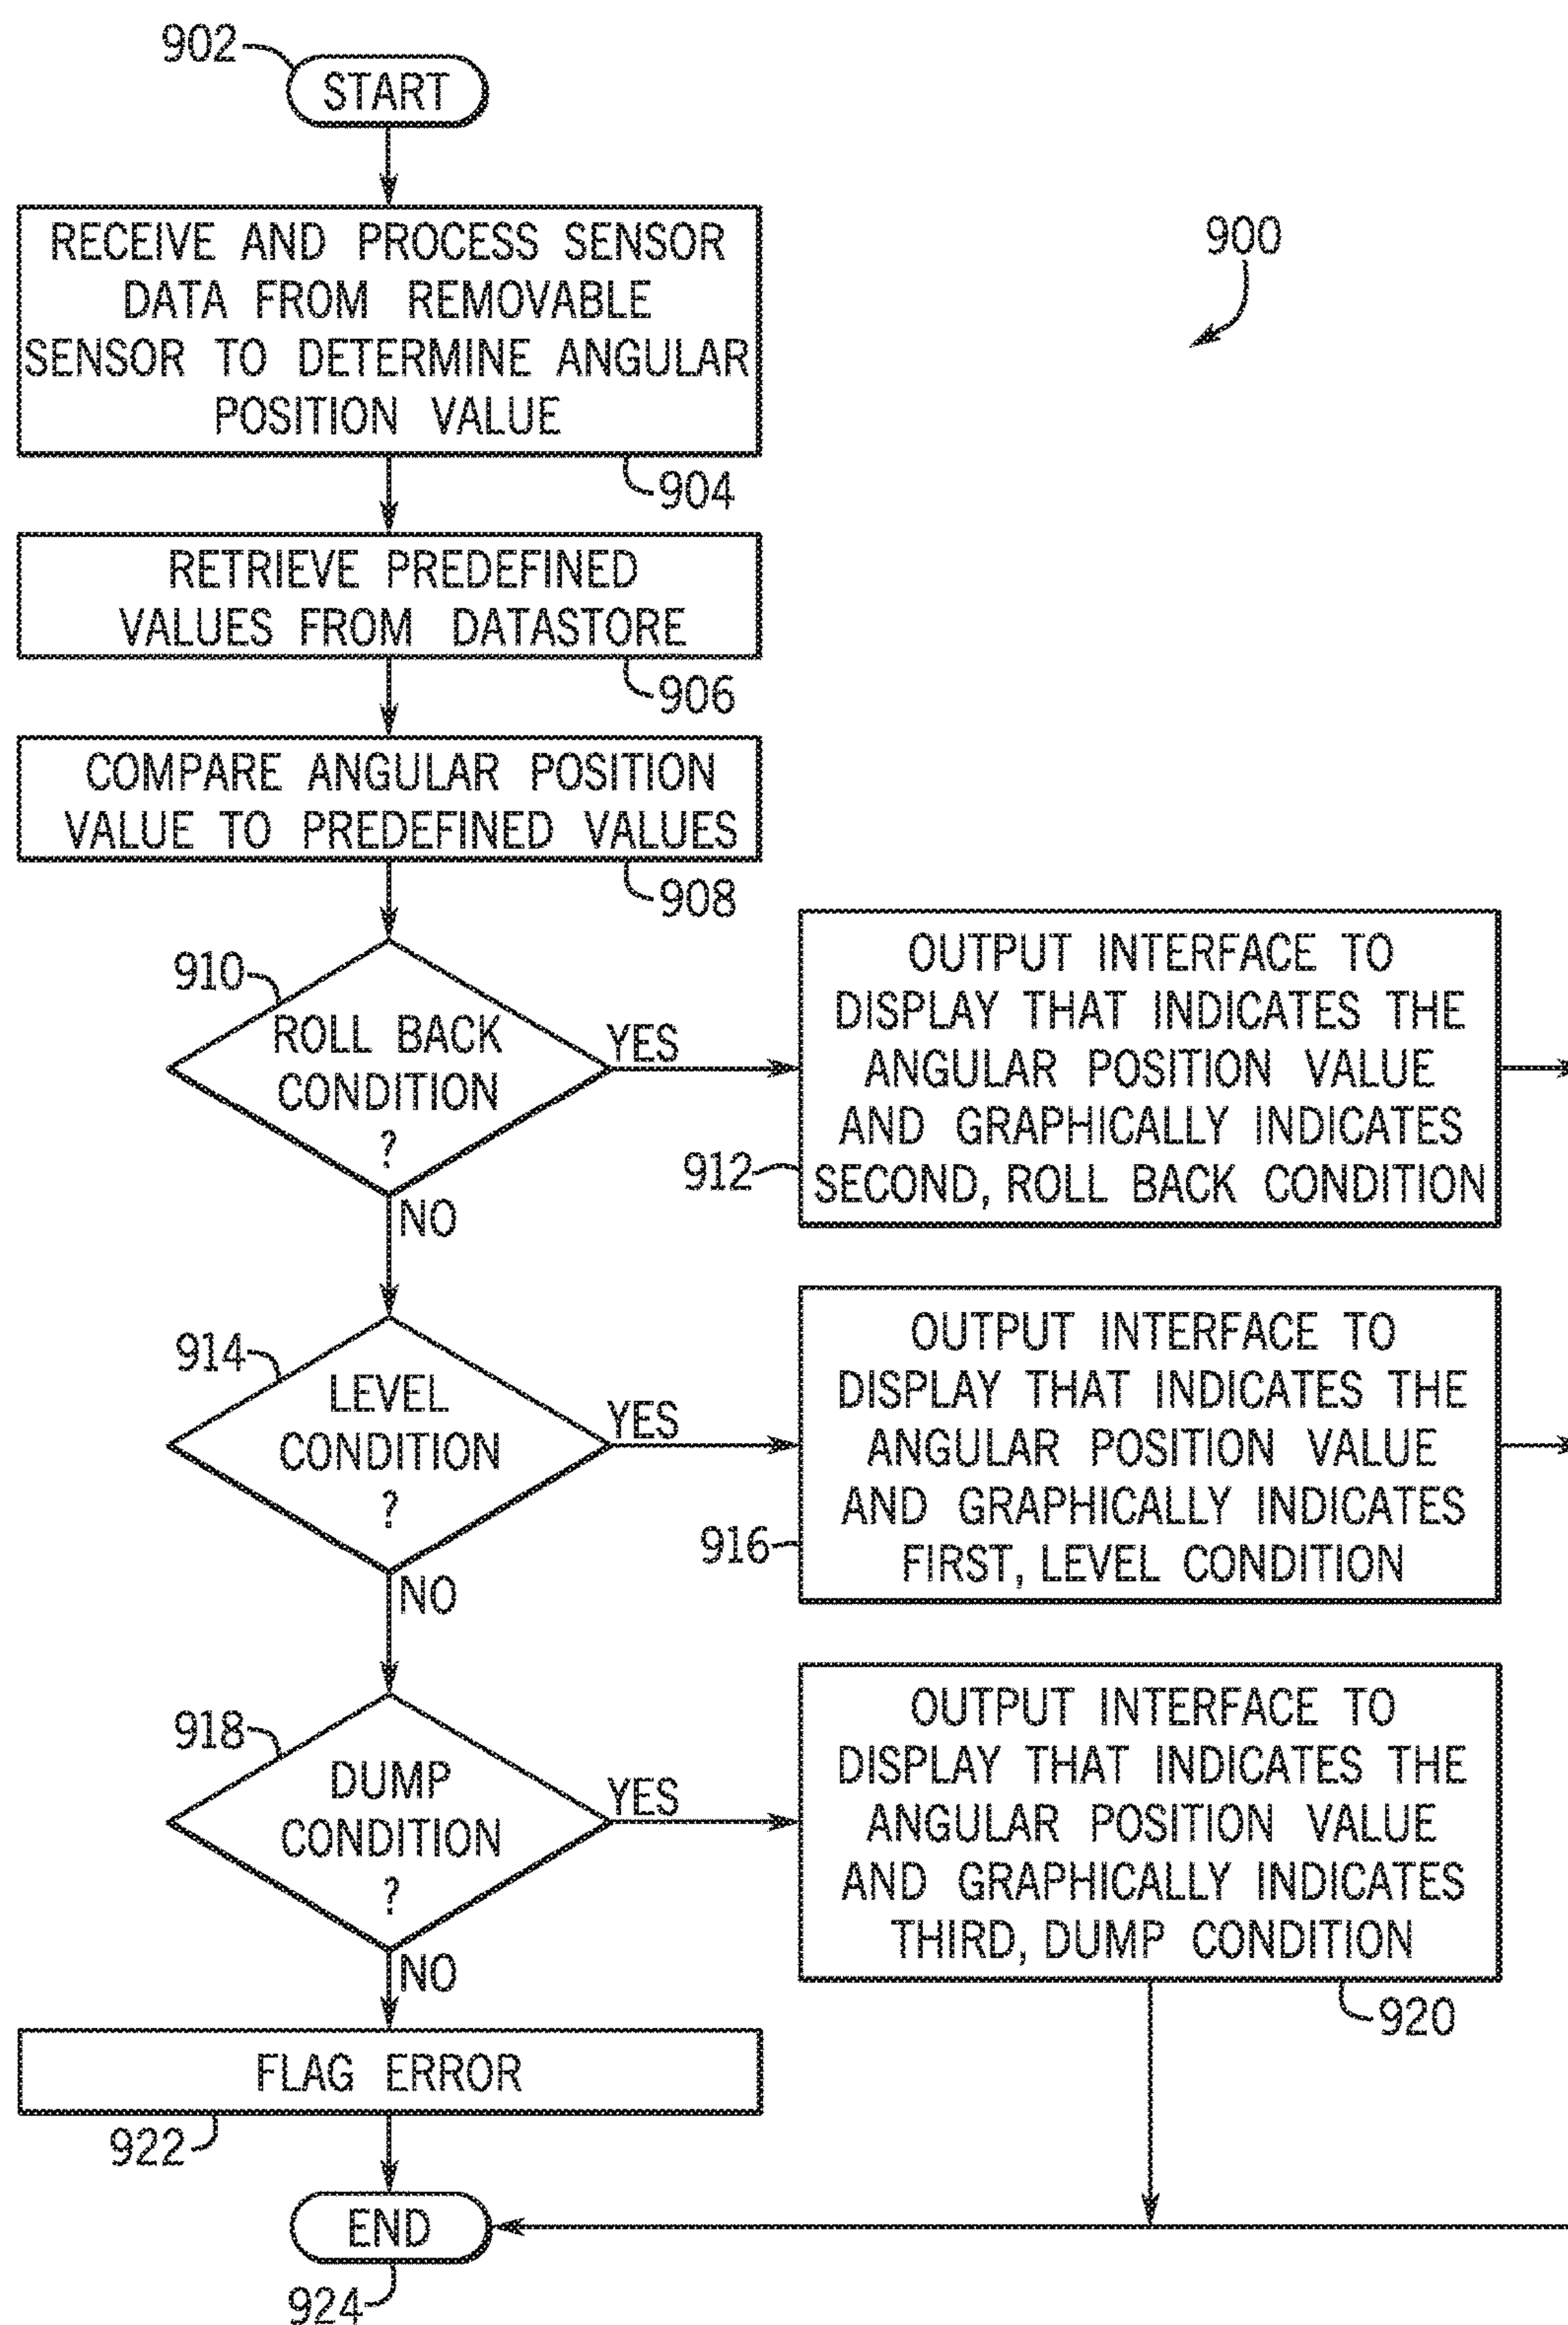 902
START
900
RECEIVE AND PROCESS SENSOR
DATA FROM REMOVABLE
SENSOR TO DETERMINE ANGULAR
POSITION VALUE
904
RETRIEVE PREDEFINED
VALUES FROM DATASTORE
906
COMPARE ANGULAR POSITION
VALUE TO PREDEFINED VALUES
908
910
ROLL BACK
CONDITION
?
YES
NO
OUTPUT INTERFACE TO
DISPLAY THAT INDICATES THE
ANGULAR POSITION VALUE
AND GRAPHICALLY INDICATES
SECOND, ROLL BACK CONDITION
912
914
LEVEL
CONDITION
?
YES
NO
OUTPUT INTERFACE TO
DISPLAY THAT INDICATES THE
ANGULAR POSITION VALUE
AND GRAPHICALLY INDICATES
FIRST, LEVEL CONDITION
916
918
DUMP
CONDITION
?
YES
NO
OUTPUT INTERFACE TO
DISPLAY THAT INDICATES THE
ANGULAR POSITION VALUE
AND GRAPHICALLY INDICATES
THIRD, DUMP CONDITION
920
FLAG ERROR
922
END
924